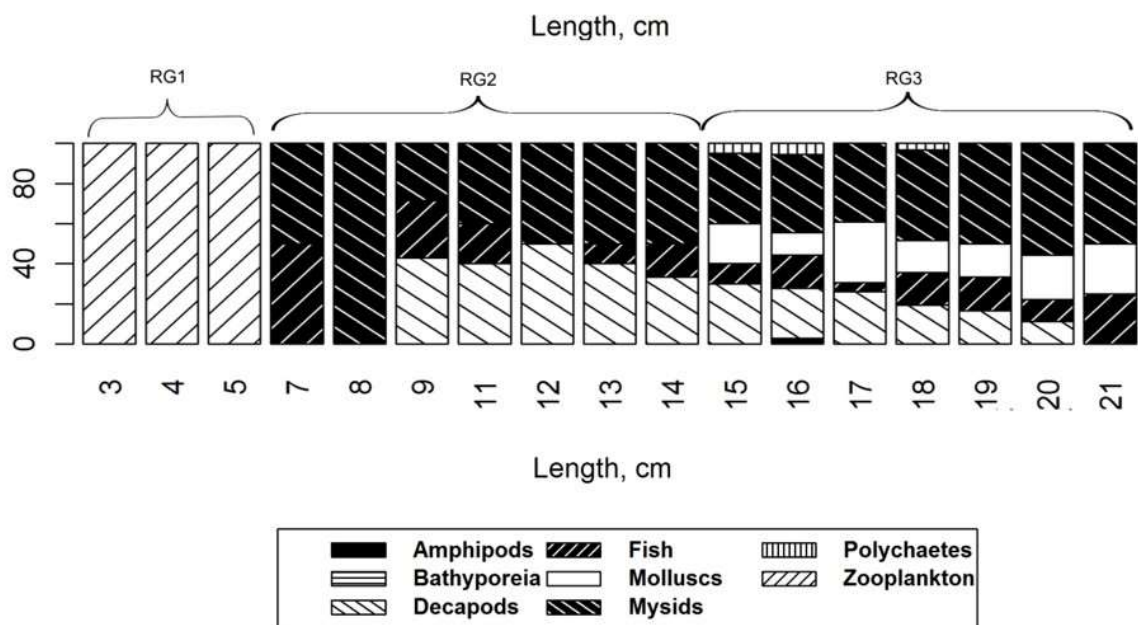 Length, cm
RG1 RG2 RG3
80
40
0
3 4 5 7 8 9 11 12 13 14 15 16 17 18 19 20 21
Length, cm
Amphipods Fish Polychaetes
Bathyporeia Molluscs Zooplankton
Decapods Mysids